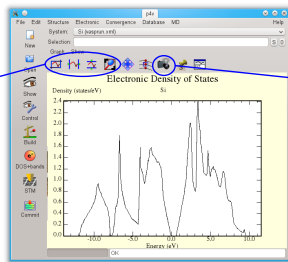 p4v
File Edit Structure Electronic Convergence Database MD Help
System: Si (vasprun.xml)
Selection: S C
Graph Show
New
Open
Show
Control
Build
DOS+bands
STM
Commit
Electronic Density of States
Density (states/eV) Si
2.4
2.2
2.0
1.8
1.6
1.4
1.2
1.0
0.8
0.6
0.4
0.2
0.0
-10.0 -5.0 0.0 5.0 10.0
Energy (eV)
OK